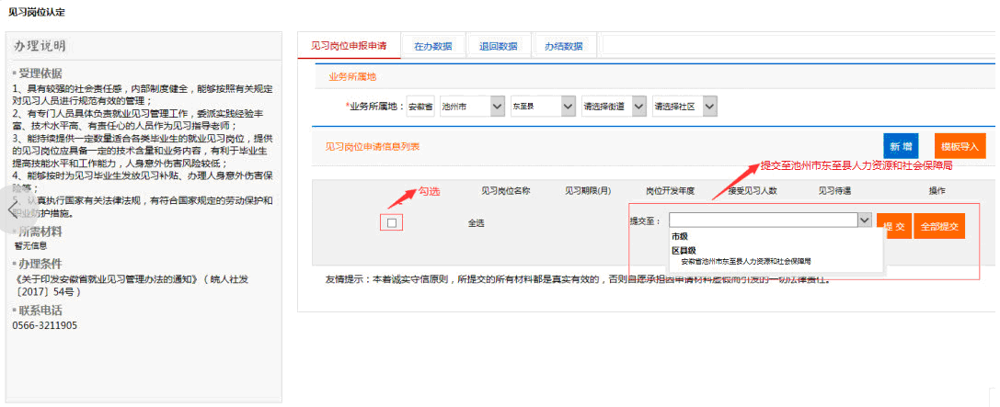 见习岗位认定
办理说明
受理依据
1、具有较强的社会责任感，内部制度健全，能够按照有关规定
对见习人员进行规范有效的管理；
2、有专门人员具体负责就业见习管理工作，委派实践经验丰
富、技术水平高、有责任心的人员作为见习指导老师；
3、能持续提供一定数量适合各类毕业生的就业见习岗位，提供
的见习岗位应具备一定的技术含量和业务内容，有利于毕业生
提高技能水平和工作能力，人身意外伤害风险较低；
4、能够按时为见习毕业生发放见习补贴、办理人身意外伤害保
险等；
5、认真执行国家有关法律法规，有符合国家规定的劳动保护和
职业防护措施。
所需材料
暂无信息
办理条件
《关于印发安徽省就业见习管理办法的通知》（ 皖人社发
〔2017〕54号 ）
联系电话
0566-3211905
见习岗位申报申请 在办数据 退回数据 办结数据
业务所属地
*业务所属地： 安徽省 池州市 东至县 请选择街道 请选择社区
见习岗位申请信息列表 新 增 模板导入
提交至池州市东至县人力资源和社会保障局
勾选 见习岗位名称 见习期限(月) 岗位开发年度 接受见习人数 见习待遇 操作
全选 提交至： 提 交 全部提交
市级
区县级
安徽省池州市东至县人力资源和社会保障局
友情提示：本着诚实守信原则，所提交的所有材料都是真实有效的，否则自愿承担因申请材料虚假而引发的一切法律责任。